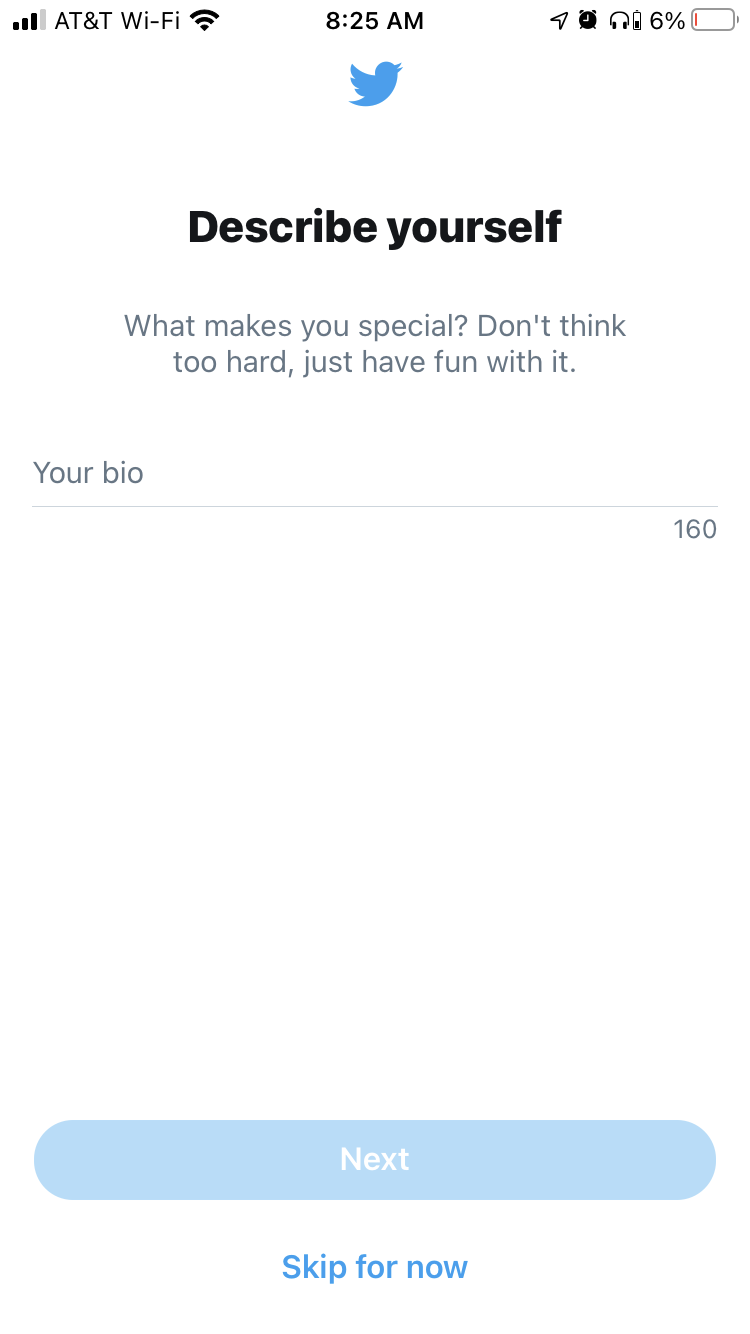 AT&T Wi-Fi 8:25 AM 6%
Describe yourself
What makes you special? Don't think
too hard, just have fun with it.
Your bio
160
Next
Skip for now